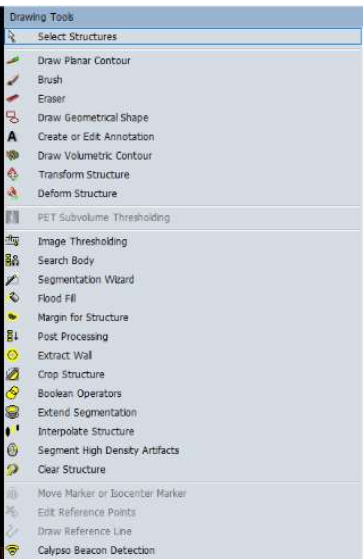 Drawing Tools
Select Structures
Draw Planar Contour
Brush
Eraser
Draw Geometrical Shape
A Create or Edit Annotation
Draw Volumetric Contour
Transform Structure
Deform Structure
PET Subvolume Thresholding
Image Thresholding
Search Body
Segmentation Wizard
Flood Fill
Margin for Structure
Post Processing
Extract Wall
Crop Structure
Boolean Operators
Extend Segmentation
Interpolate Structure
Segment High Density Artifacts
Clear Structure
Move Marker or Isocenter Marker
Edit Reference Points
Draw Reference Line
Calypso Beacon Detection